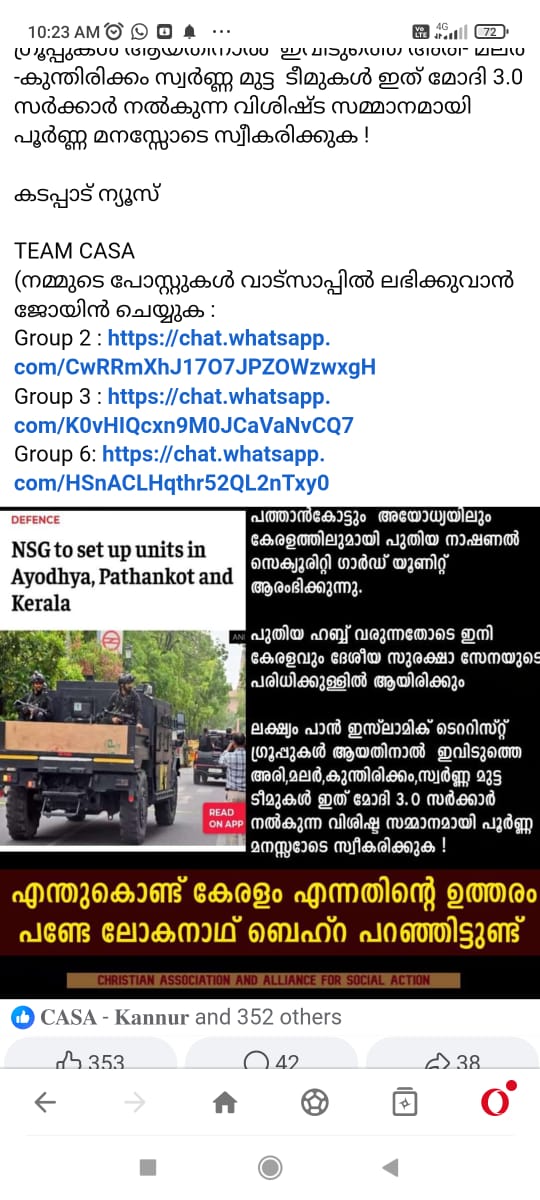 10:23 AM
4G
72
-കുന്തിരിക്കം സ്വർണ്ണ മുട്ട ടീമുകൾ ഇത് മോദി 3.0
സർക്കാർ നൽകുന്ന വിശിഷ്ട സമ്മാനമായി
പൂർണ്ണ മനസ്സോടെ സ്വീകരിക്കുക !
കടപ്പാട് ന്യൂസ്
TEAM CASA
(നമ്മുടെ പോസ്റ്റുകൾ വാട്സാപ്പിൽ ലഭിക്കുവാൻ
ജോയിൻ ചെയ്യുക :
Group 2 : https://chat.whatsapp.
com/CwRRmXhJ17O7JPZOWzwxgH
Group 3 : https://chat.whatsapp.
com/K0vHIQcxn9M0JCaVaNvCQ7
Group 6: https://chat.whatsapp.
com/HSnACLHqthr52QL2nTxy0
DEFENCE
NSG to set up units in
Ayodhya, Pathankot and
Kerala
ANI
READ
ON APP
പത്താൻകോട്ടും അയോധ്യയിലും
കേരളത്തിലുമായി പുതിയ നാഷണൽ
സെക്യൂരിറ്റി ഗാർഡ് യൂണിറ്റ്
ആരംഭിക്കുന്നു.
പുതിയ ഹബ്ബ് വരുന്നതോടെ ഇനി
കേരളവും ദേശീയ സുരക്ഷാ സേനയുടെ
പരിധിക്കുള്ളിൽ ആയിരിക്കും
ലക്ഷ്യം പാൻ ഇസ്ലാമിക് ടെററിസ്റ്റ്
ഗ്രൂപ്പുകൾ ആയതിനാൽ ഇവിടുത്തെ
അരി,മലർ,കുന്തിരിക്കം,സ്വർണ്ണ മുട്ട
ടീമുകൾ ഇത് മോദി 3.0 സർക്കാർ
നൽകുന്ന വിശിഷ്ട സമ്മാനമായി പൂർണ്ണ
മനസ്സോടെ സ്വീകരിക്കുക !
എന്തുകൊണ്ട് കേരളം എന്നതിന്റെ ഉത്തരം
പണ്ടേ ലോകനാഥ് ബെഹ്റ പറഞ്ഞിട്ടുണ്ട്
CHRISTIAN ASSOCIATION AND ALLIANCE FOR SOCIAL ACTION
CASA - Kannur and 352 others
353
42
38